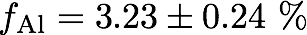 f_Al = 3.23 ± 0.24 %